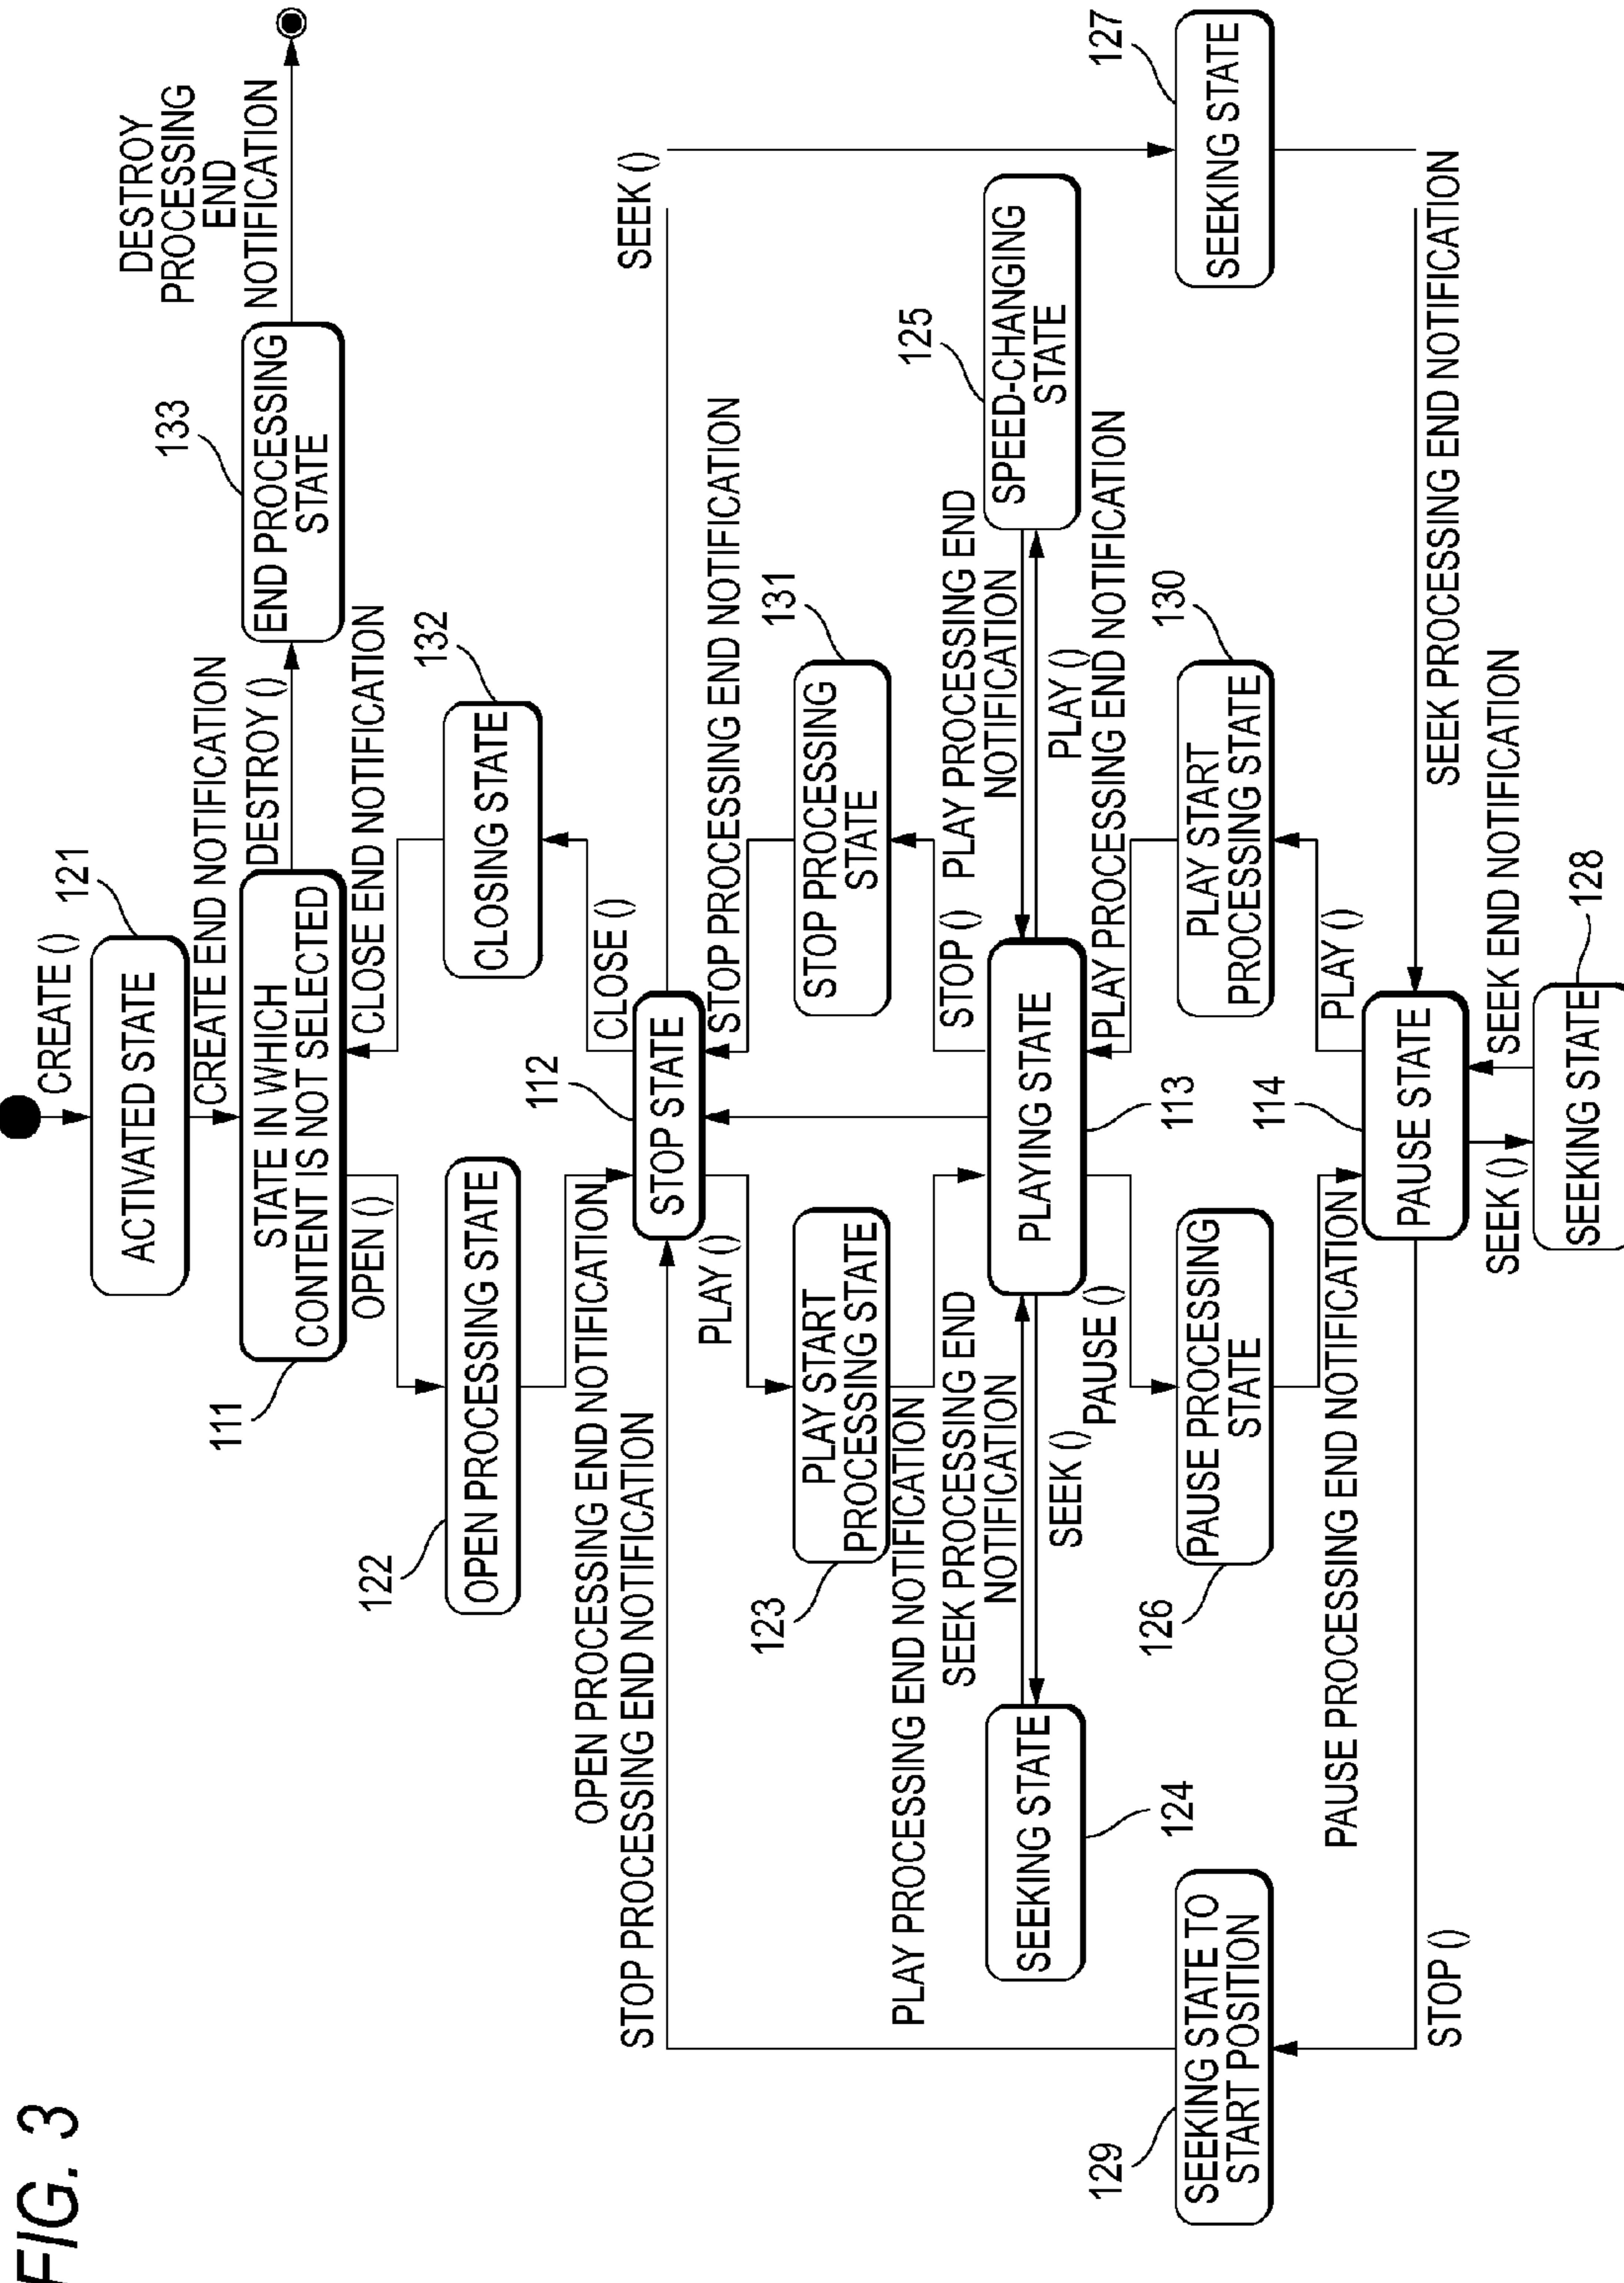 FIG. 3
CREATE ()
121
ACTIVATED STATE
CREATE END NOTIFICATION
111
STATE IN WHICH
CONTENT IS NOT SELECTED
DESTROY ()
133
END PROCESSING
STATE
DESTROY
PROCESSING
END
NOTIFICATION
OPEN ()
CLOSE END NOTIFICATION
122
OPEN PROCESSING STATE
132
CLOSING STATE
OPEN PROCESSING END NOTIFICATION
CLOSE ()
STOP PROCESSING END NOTIFICATION
112
STOP STATE
SEEK ()
PLAY ()
STOP PROCESSING END NOTIFICATION
123
PLAY START
PROCESSING STATE
131
STOP PROCESSING
STATE
PLAY PROCESSING END NOTIFICATION
STOP ()
SEEK PROCESSING END
NOTIFICATION
PLAY PROCESSING END
NOTIFICATION
124
SEEKING STATE
SEEK ()
113
PLAYING STATE
PLAY ()
125
SPEED-CHANGING
STATE
PAUSE ()
PLAY PROCESSING END NOTIFICATION
129
SEEKING STATE TO
START POSITION
126
PAUSE PROCESSING
STATE
130
PLAY START
PROCESSING STATE
127
SEEKING STATE
PAUSE PROCESSING END NOTIFICATION
PLAY ()
114
PAUSE STATE
STOP ()
SEEK PROCESSING END NOTIFICATION
SEEK ()
SEEK END NOTIFICATION
SEEKING STATE
128